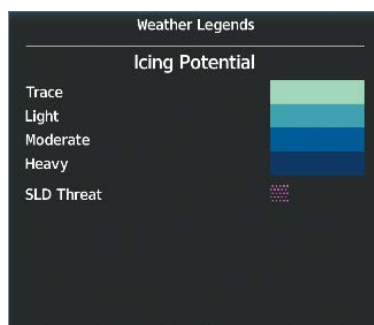 Weather Legends
Icing Potential
Trace
Light
Moderate
Heavy
SLD Threat